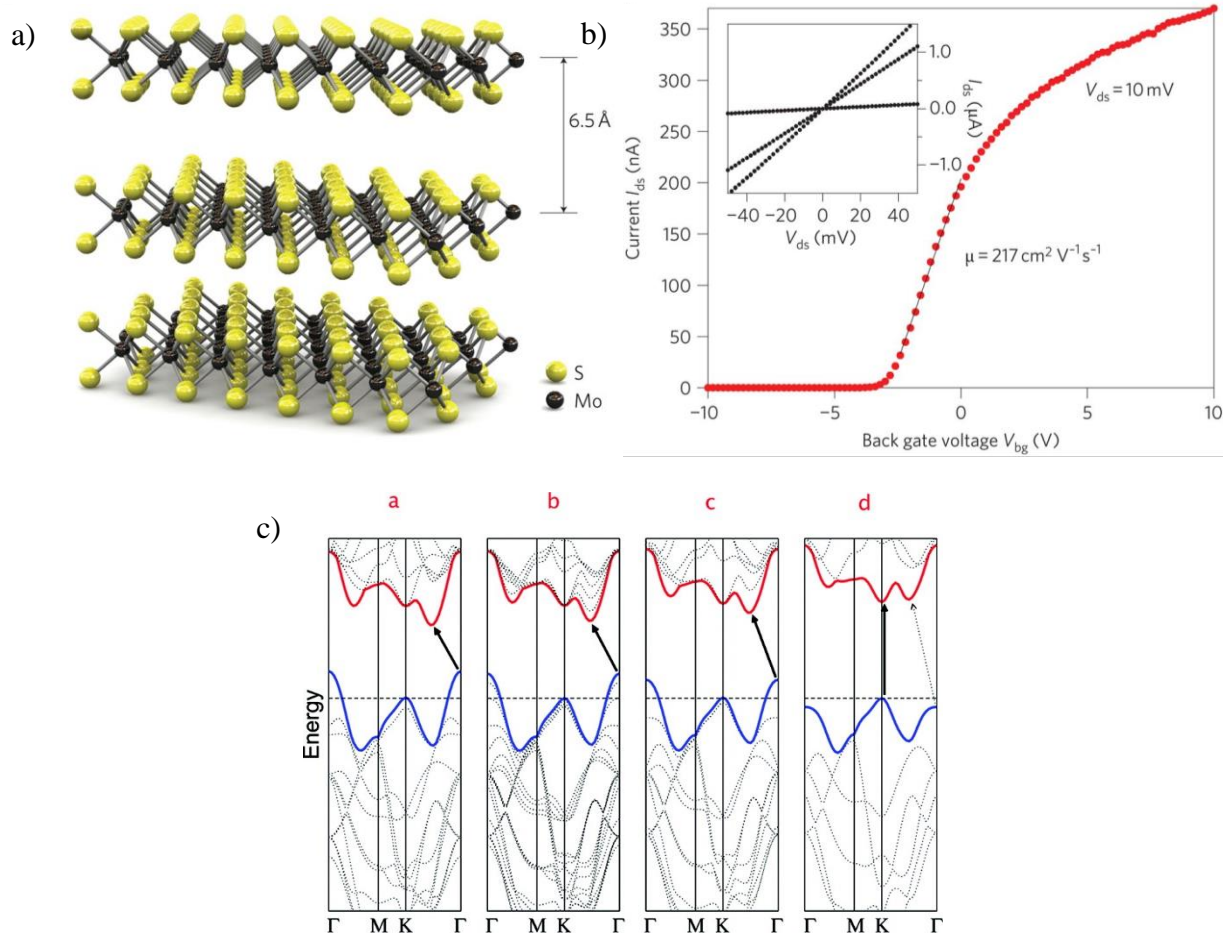 a)
6.5 Å
S
Mo
b)
Current I_ds (nA)
350
300
250
200
150
100
50
0
−10
−5
0
5
10
Back gate voltage V_bg (V)
V_ds = 10 mV
μ = 217 cm² V⁻¹ s⁻¹
1.0
0.0
−1.0
I_ds (μA)
−40 −20 0 20 40
V_ds (mV)
c)
a b c d
Energy
Γ M K Γ Γ M K Γ Γ M K Γ Γ M K Γ